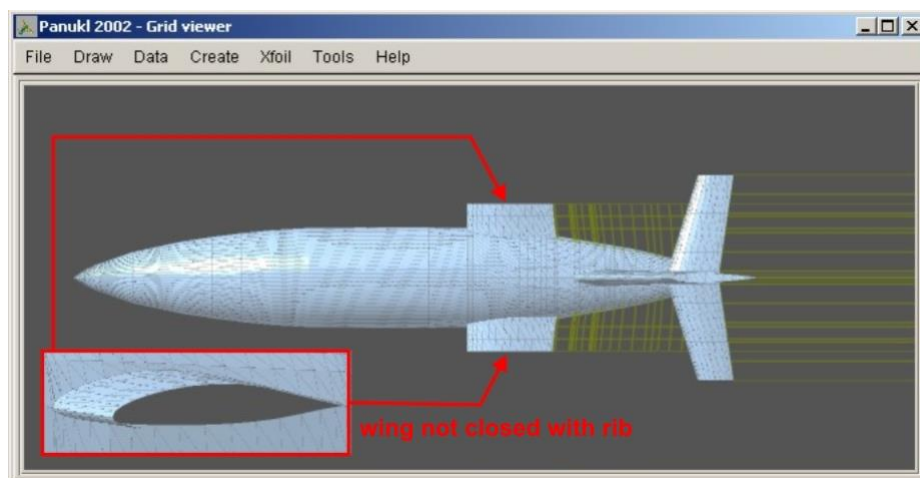 Panukl 2002 - Grid viewer
File Draw Data Create Xfoil Tools Help
wing not closed with rib